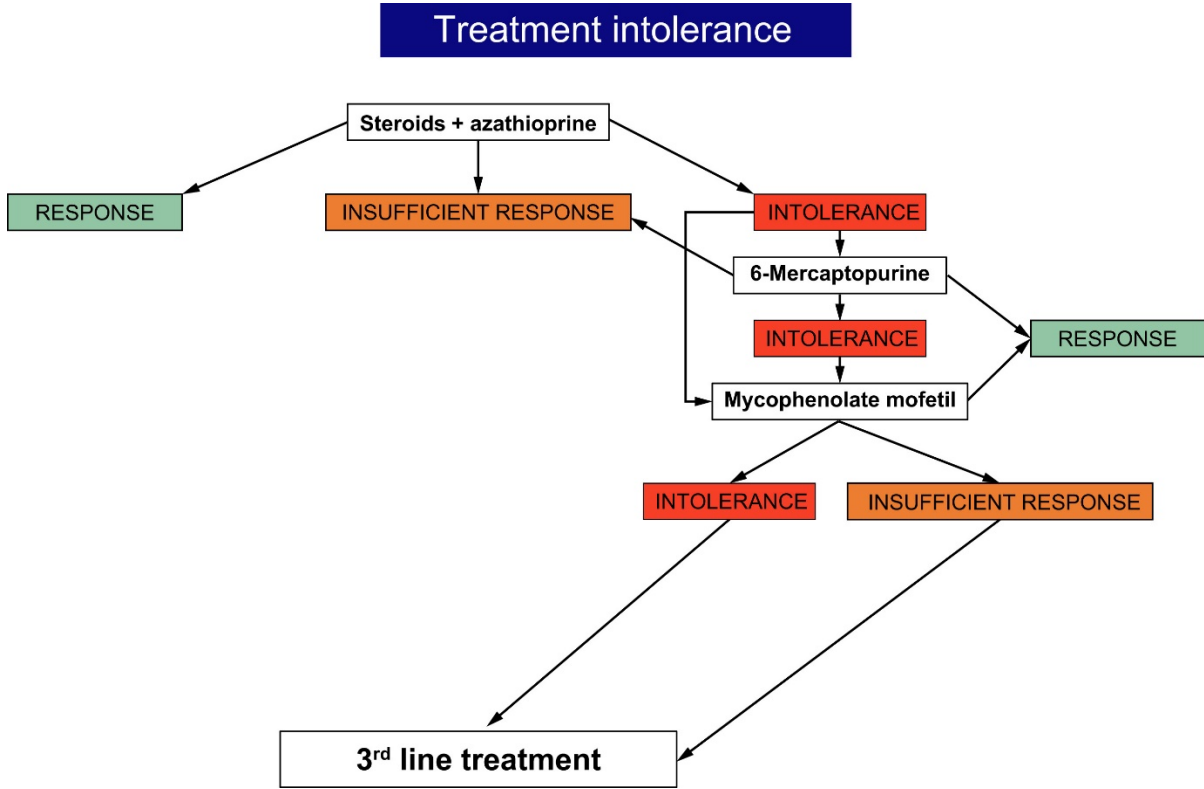 Treatment intolerance
Steroids + azathioprine
RESPONSE
INSUFFICIENT RESPONSE
INTOLERANCE
6-Mercaptopurine
INTOLERANCE
RESPONSE
Mycophenolate mofetil
INTOLERANCE
INSUFFICIENT RESPONSE
3rd line treatment